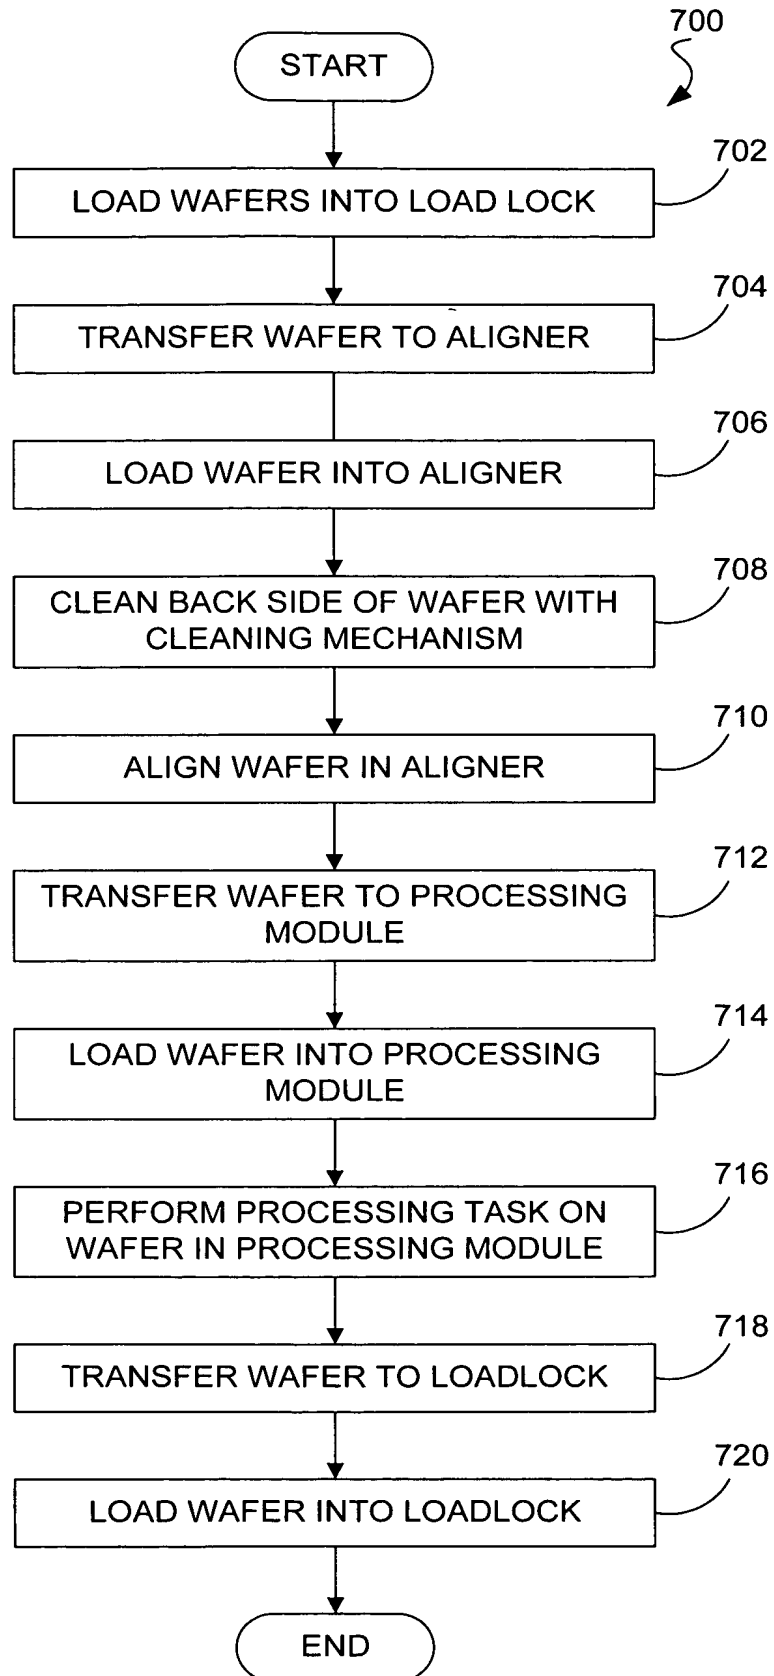 700
START
702
LOAD WAFERS INTO LOAD LOCK
704
TRANSFER WAFER TO ALIGNER
706
LOAD WAFER INTO ALIGNER
708
CLEAN BACK SIDE OF WAFER WITH
CLEANING MECHANISM
710
ALIGN WAFER IN ALIGNER
712
TRANSFER WAFER TO PROCESSING
MODULE
714
LOAD WAFER INTO PROCESSING
MODULE
716
PERFORM PROCESSING TASK ON
WAFER IN PROCESSING MODULE
718
TRANSFER WAFER TO LOADLOCK
720
LOAD WAFER INTO LOADLOCK
END